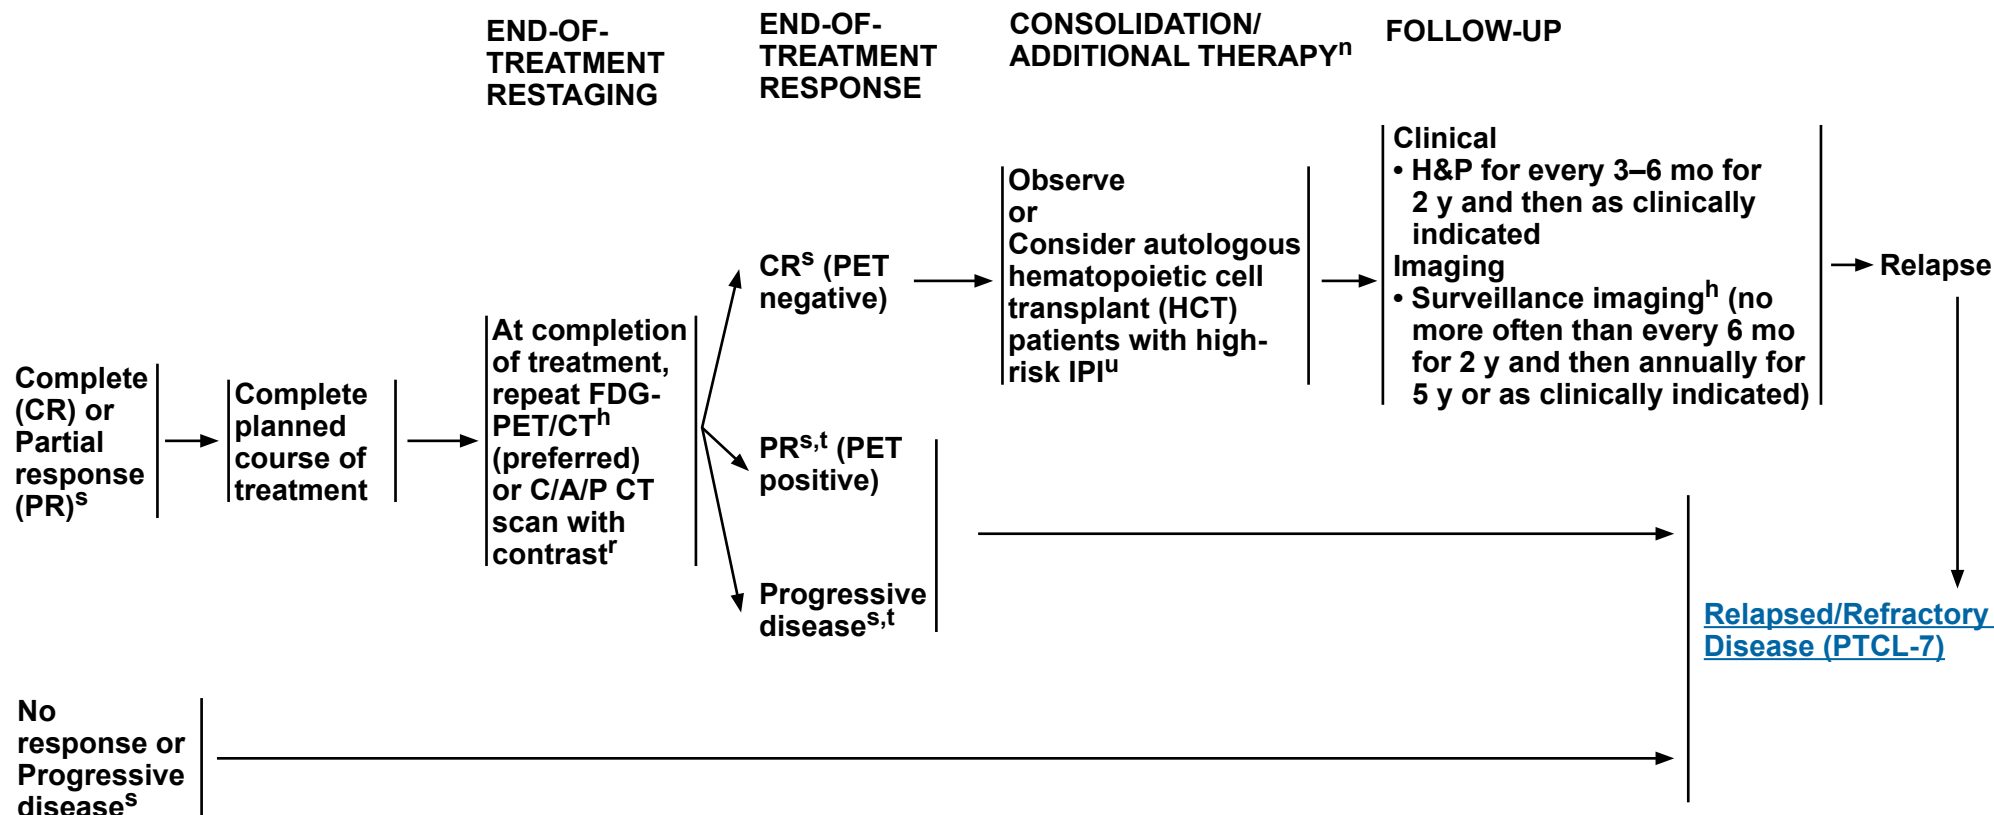 END-OF-
TREATMENT
RESTAGING
END-OF-
TREATMENT
RESPONSE
CONSOLIDATION/
ADDITIONAL THERAPYn
FOLLOW-UP
Complete
(CR) or
Partial
response
(PR)s
Complete
planned
course of
treatment
At completion
of treatment,
repeat FDG-
PET/CTh
(preferred)
or C/A/P CT
scan with
contrastr
CRs (PET
negative)
PRs,t (PET
positive)
Progressive
diseases,t
Observe
or
Consider autologous
hematopoietic cell
transplant (HCT)
patients with high-
risk IPIu
Clinical
• H&P for every 3–6 mo for
2 y and then as clinically
indicated
Imaging
• Surveillance imagingh (no
more often than every 6 mo
for 2 y and then annually for
5 y or as clinically indicated)
Relapse
Relapsed/Refractory
Disease (PTCL-7)
No
response or
Progressive
diseases